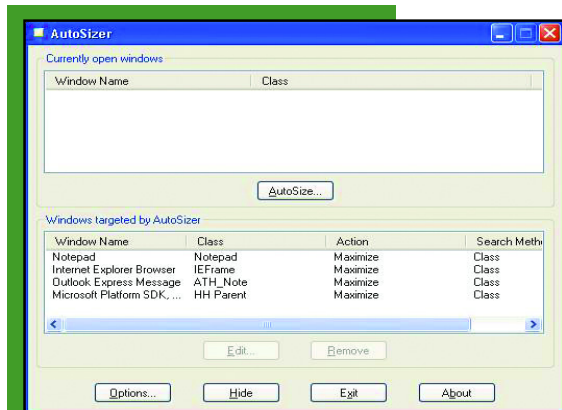 AutoSizer
Currently open windows
Window Name Class
AutoSize...
Windows targeted by AutoSizer
Window Name Class Action Search Meth
Notepad Notepad Maximize Class
Internet Explorer Browser IEFrame Maximize Class
Outlook Express Message ATH_Note Maximize Class
Microsoft Platform SDK, ... HH Parent Maximize Class
Edit... Remove
Options... Hide Exit About